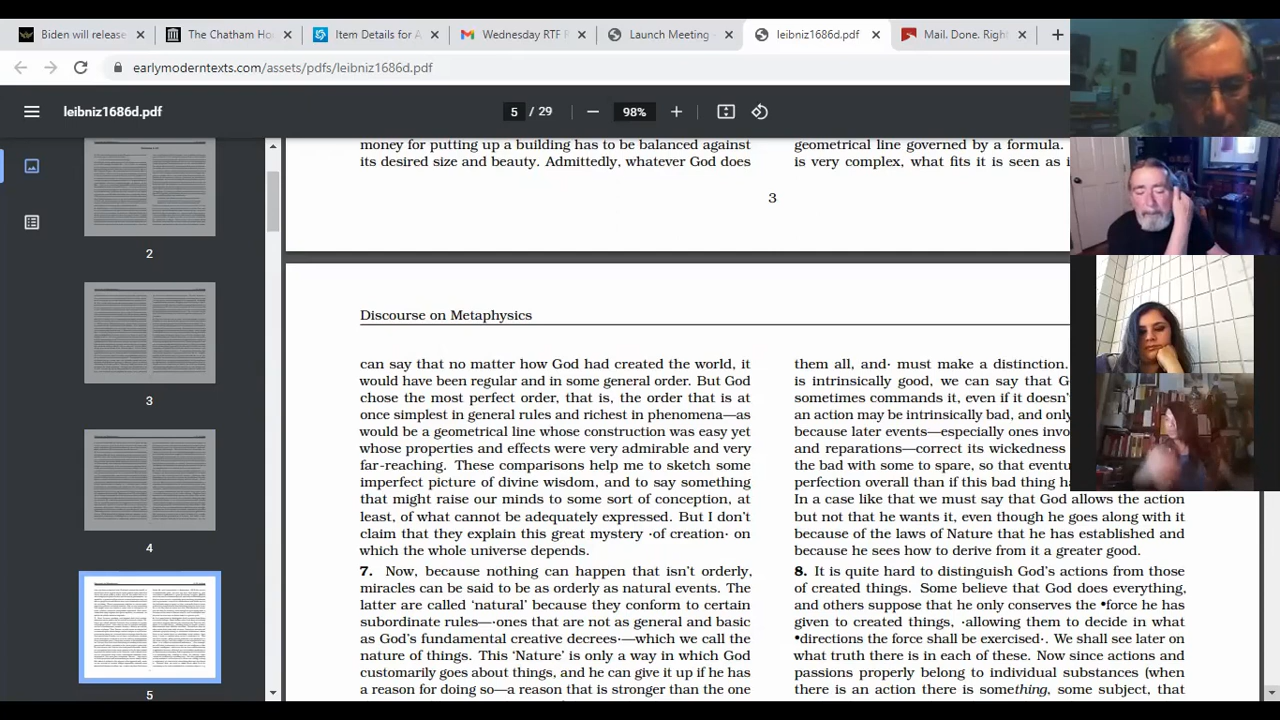 Biden will release
The Chatham Ho
Item Details for A
Wednesday RTF F
Launch Meeting -
leibniz1686d.pdf
Mail. Done. Righ
earlymoderntexts.com/assets/pdfs/leibniz1686d.pdf
leibniz1686d.pdf
5 / 29
98%
2
3
4
5
money for putting up a building has to be balanced against
its desired size and beauty. Admittedly, whatever God does
geometrical line governed by a formula.
is very complex, what fits it is seen as i
3
Discourse on Metaphysics
can say that no matter how God had created the world, it
would have been regular and in some general order. But God
chose the most perfect order, that is, the order that is at
once simplest in general rules and richest in phenomena—as
would be a geometrical line whose construction was easy yet
whose properties and effects were very admirable and very
far-reaching. These comparisons help me to sketch some
imperfect picture of divine wisdom, and to say something
that might raise our minds to some sort of conception, at
least, of what cannot be adequately expressed. But I don't
claim that they explain this great mystery ·of creation· on
which the whole universe depends.
7. Now, because nothing can happen that isn't orderly,
miracles can be said to be as orderly as natural events. The
latter are called 'natural' because they conform to certain
subordinate rules—·ones that are not as general and basic
as God's fundamental creative decrees·—which we call the
nature of things. This 'Nature' is only a way in which God
customarily goes about things, and he can give it up if he has
a reason for doing so—a reason that is stronger than the one
them all, and· must make a distinction.
is intrinsically good, we can say that G
sometimes commands it, even if it doesn'
an action may be intrinsically bad, and only
because later events—especially ones invo
and reparations—correct its wickedness
the bad with some to spare, so that eventu
perfection overall than if this bad thing h
In a case like that we must say that God allows the action
but not that he wants it, even though he goes along with it
because of the laws of Nature that he has established and
because he sees how to derive from it a greater good.
8. It is quite hard to distinguish God's actions from those
of created things. Some believe that God does everything,
and others suppose that he only conserves the •force he has
given to created things, ·allowing them to decide in what
•directions the force shall be exercised·. We shall see later on
what truth there is in each of these. Now since actions and
passions properly belong to individual substances (when
there is an action there is something, some subject, that